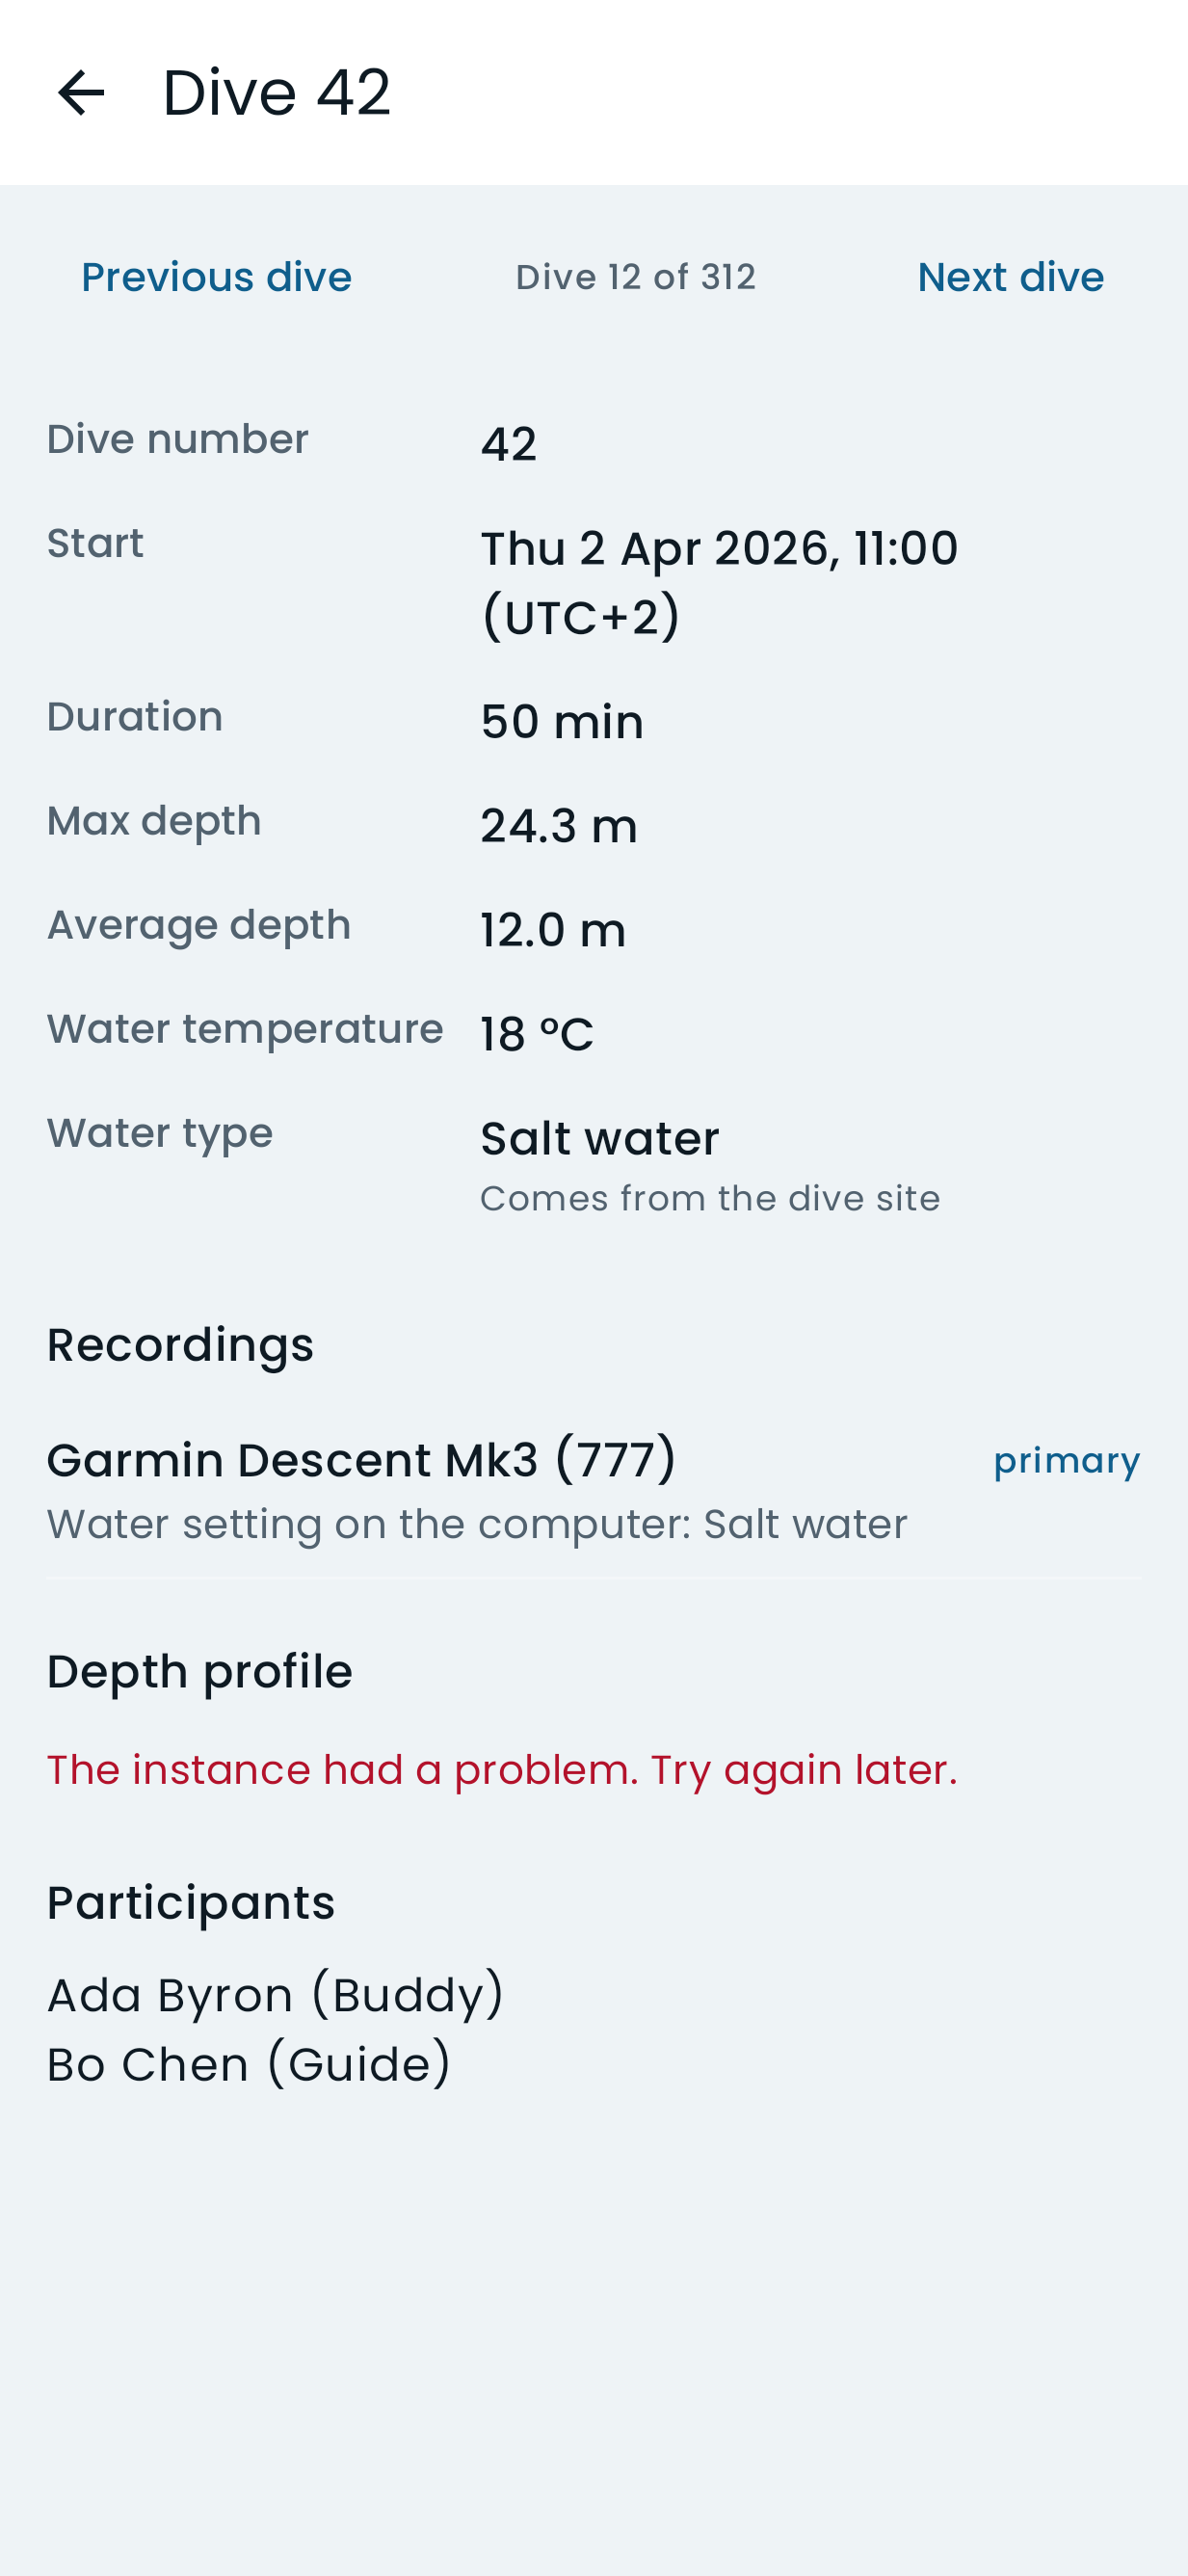 Dive 42
Previous dive
Dive 12 of 312
Next dive
Dive number
42
Start
Thu 2 Apr 2026, 11:00
(UTC+2)
Duration
50 min
Max depth
24.3 m
Average depth
12.0 m
Water temperature
18 °C
Water type
Salt water
Comes from the dive site
Recordings
Garmin Descent Mk3 (777)
primary
Water setting on the computer: Salt water
Depth profile
The instance had a problem. Try again later.
Participants
Ada Byron (Buddy)
Bo Chen (Guide)